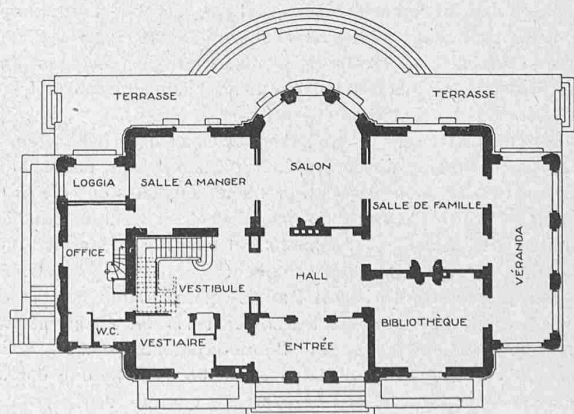 TERRASSE
TERRASSE
LOGGIA
SALLE A MANGER
SALON
SALLE DE FAMILLE
OFFICE
VESTIBULE
HALL
VÉRANDA
W.C.
VESTIAIRE
ENTRÉE
BIBLIOTHÈQUE